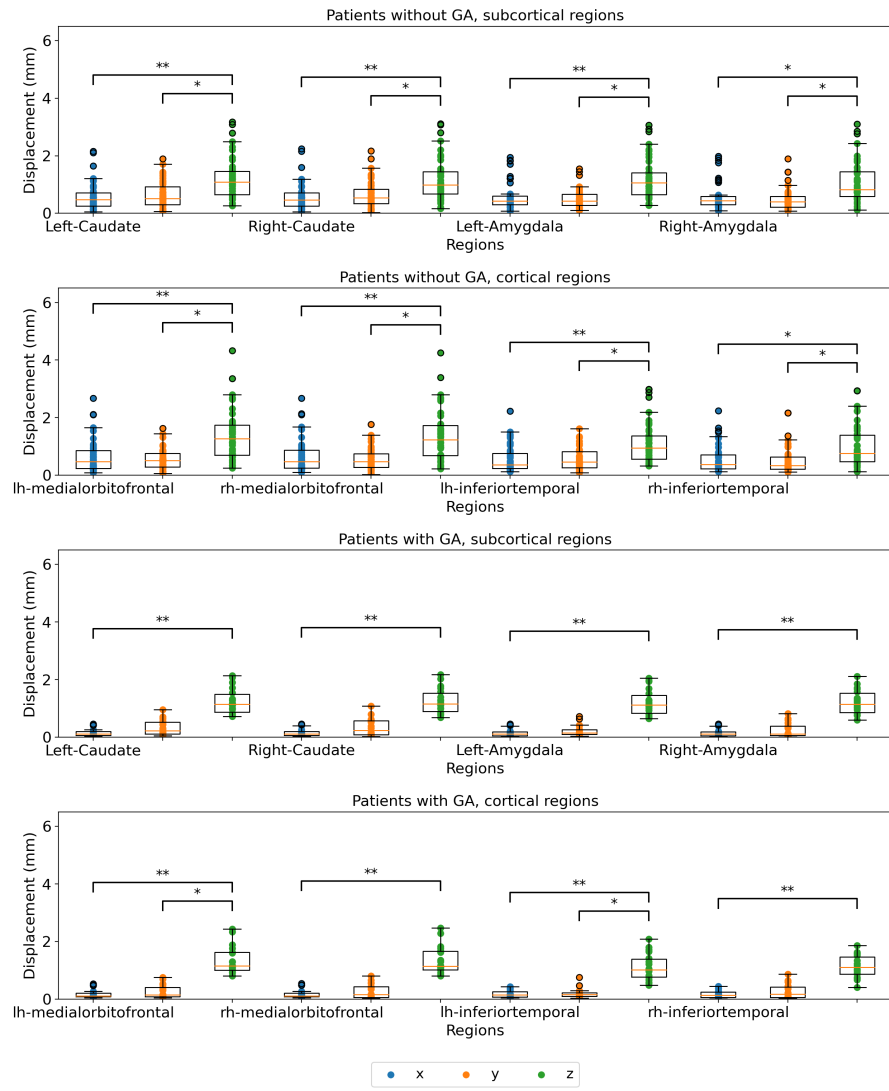 Patients without GA, subcortical regions
Displacement (mm)
6
4
2
0
** * ** * ** * * *
Left-Caudate Right-Caudate Left-Amygdala Right-Amygdala
Regions
Patients without GA, cortical regions
Displacement (mm)
6
4
2
0
** * ** * ** * * *
lh-medialorbitofrontal rh-medialorbitofrontal lh-inferiortemporal rh-inferiortemporal
Regions
Patients with GA, subcortical regions
Displacement (mm)
6
4
2
0
** ** ** **
Left-Caudate Right-Caudate Left-Amygdala Right-Amygdala
Regions
Patients with GA, cortical regions
Displacement (mm)
6
4
2
0
** * ** ** * **
lh-medialorbitofrontal rh-medialorbitofrontal lh-inferiortemporal rh-inferiortemporal
Regions
x y z